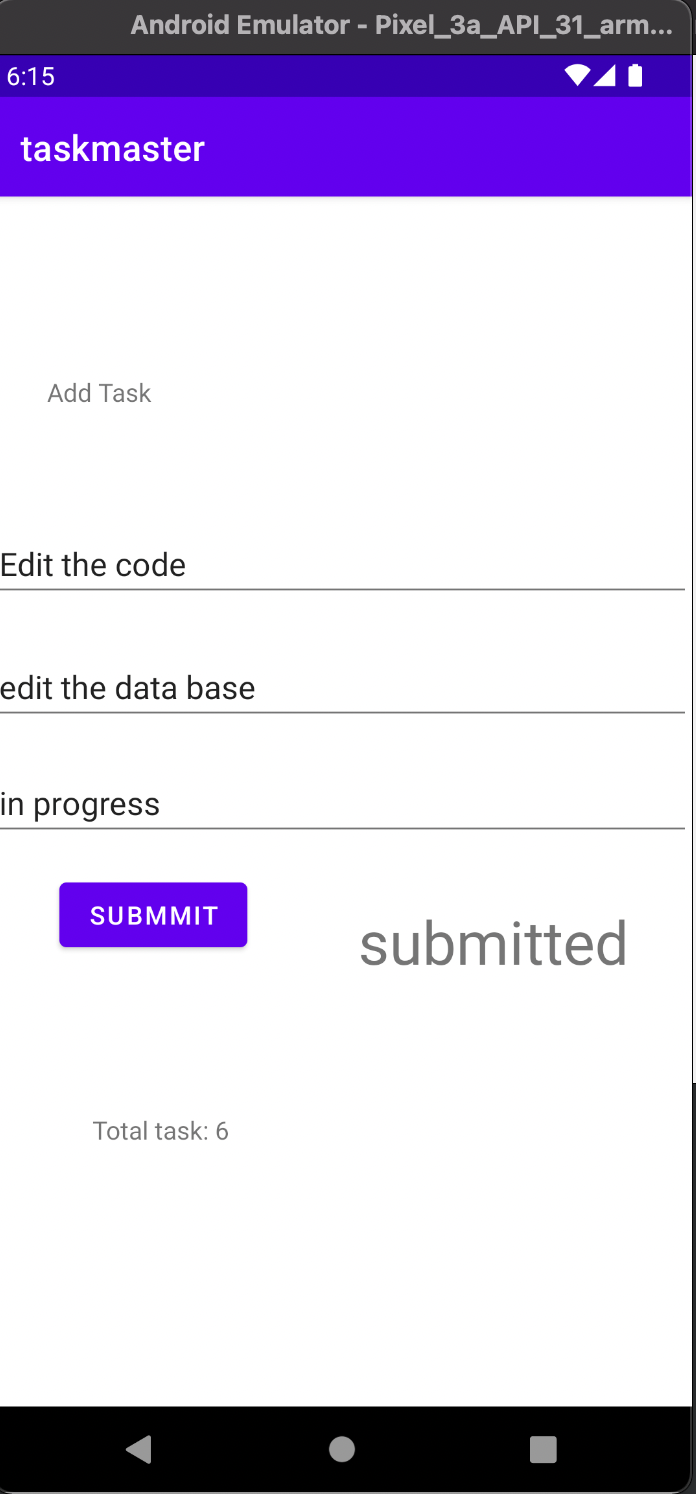 Android Emulator - Pixel_3a_API_31_arm...
6:15
taskmaster
Add Task
Edit the code
edit the data base
in progress
SUBMMIT
submitted
Total task: 6